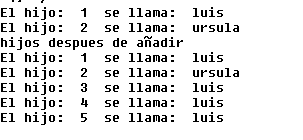 El hijo:  1  se llama:  luis
El hijo:  2  se llama:  ursula
hijos despues de añadir
El hijo:  1  se llama:  luis
El hijo:  2  se llama:  ursula
El hijo:  3  se llama:  luis
El hijo:  4  se llama:  luis
El hijo:  5  se llama:  luis